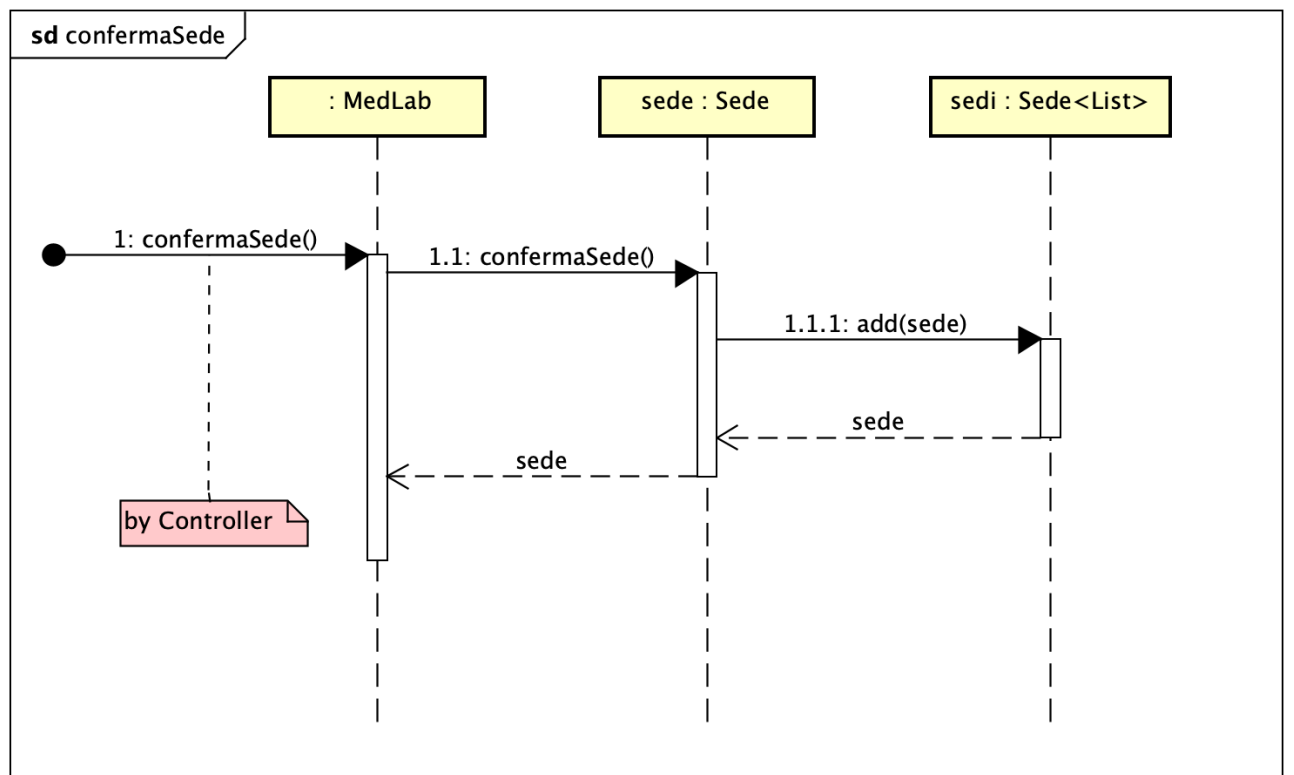 sd confermaSede
: MedLab
sede : Sede
sedi : Sede<List>
1: confermaSede()
1.1: confermaSede()
1.1.1: add(sede)
sede
sede
by Controller